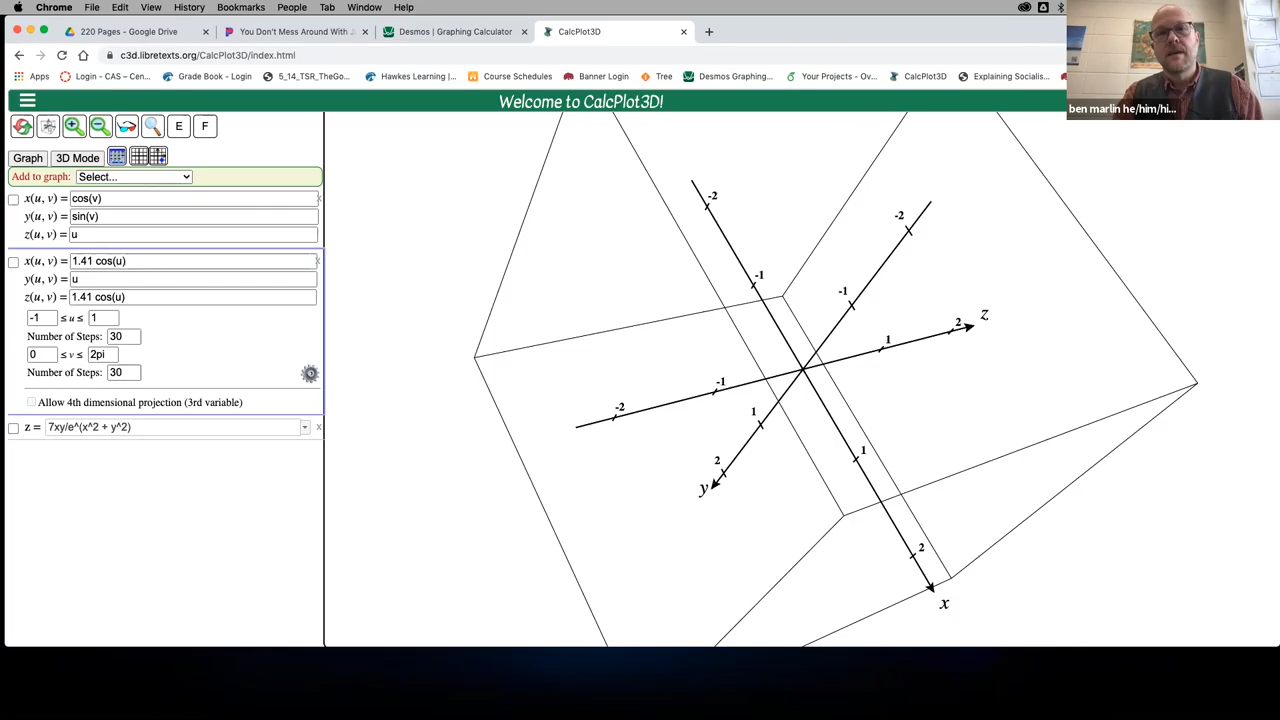 Chrome File Edit View History Bookmarks People Tab Window Help
220 Pages - Google Drive × You Don't Mess Around With × Desmos | Graphing Calculator × CalcPlot3D × +
c3d.libretexts.org/CalcPlot3D/index.html
Apps Login - CAS – Cen... Grade Book - Login 5_14_TSR_TheGo... Hawkes Learning |... Course Schedules Banner Login Tree Desmos Graphing... Your Projects - Ov... CalcPlot3D Explaining Socialis...
ben marlin he/him/hi...
Welcome to CalcPlot3D!
E F
Graph 3D Mode
Add to graph: Select...
x(u, v) = cos(v) x
y(u, v) = sin(v)
z(u, v) = u
x(u, v) = 1.41 cos(u) x
y(u, v) = u
z(u, v) = 1.41 cos(u)
-1 ≤ u ≤ 1
Number of Steps: 30
0 ≤ v ≤ 2pi
Number of Steps: 30
Allow 4th dimensional projection (3rd variable)
z = 7xy/e^(x^2 + y^2) x
-2
-2
-1
-1
z
2
1
-1
-2
1
1
2
y
2
x